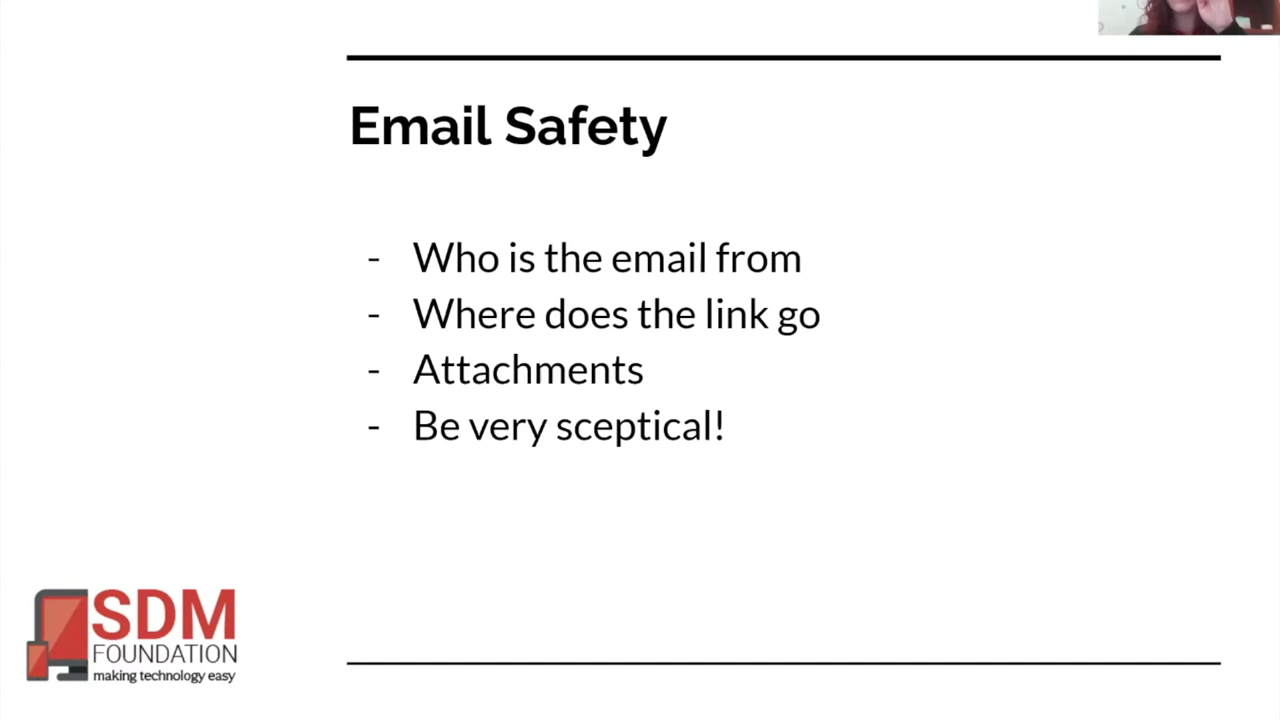 Email Safety
- Who is the email from
- Where does the link go
- Attachments
- Be very sceptical!
SDM
FOUNDATION
making technology easy